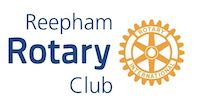 Reepham
Rotary
Club
ROTARY
INTERNATIONAL